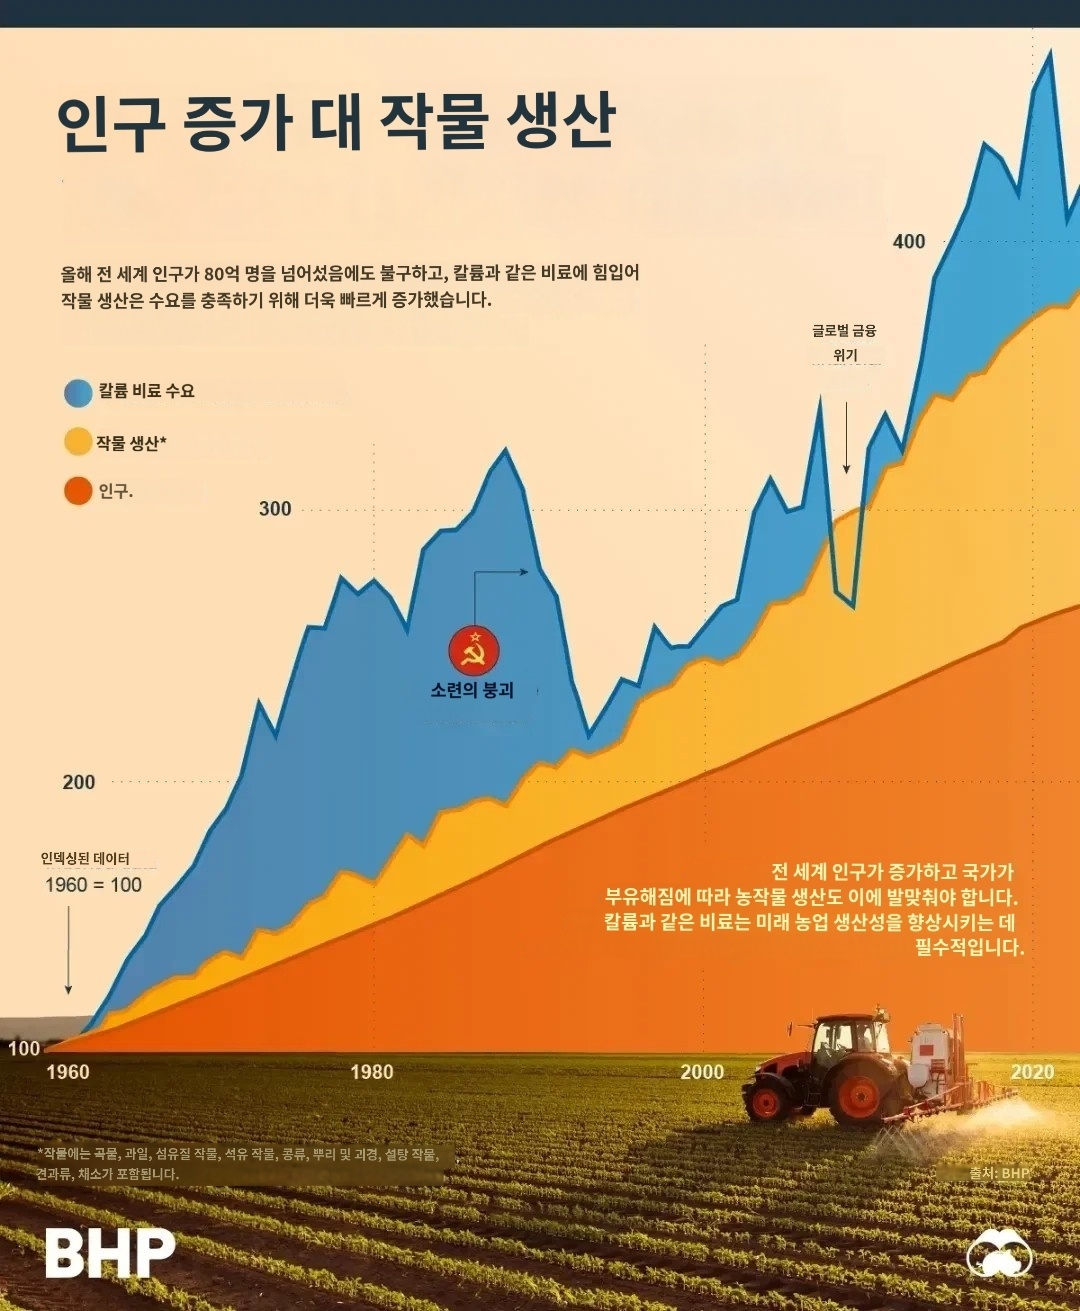 인구 증가 대 작물 생산
올해 전 세계 인구가 80억 명을 넘어섰음에도 불구하고, 칼륨과 같은 비료에 힘입어
작물 생산은 수요를 충족하기 위해 더욱 빠르게 증가했습니다.
칼륨 비료 수요
작물 생산*
인구.
400
글로벌 금융
위기
300
소련의 붕괴
200
인덱싱된 데이터
1960 = 100
전 세계 인구가 증가하고 국가가
부유해짐에 따라 농작물 생산도 이에 발맞춰야 합니다.
칼륨과 같은 비료는 미래 농업 생산성을 향상시키는 데
필수적입니다.
100
1960 1980 2000 2020
*작물에는 곡물, 과일, 섬유질 작물, 석유 작물, 콩류, 뿌리 및 괴경, 설탕 작물,
견과류, 채소가 포함됩니다.
출처: BHP
BHP